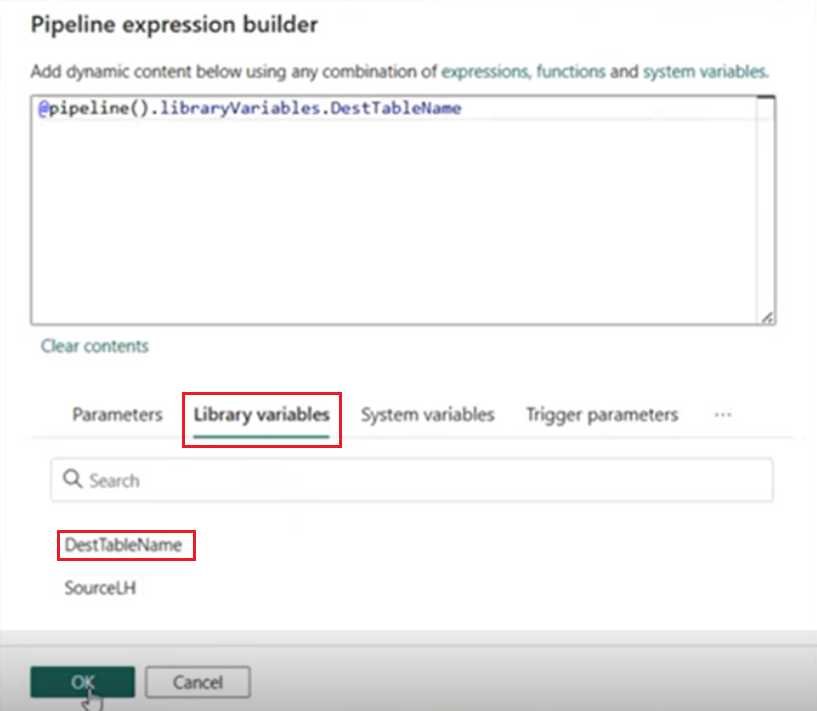 Pipeline expression builder
Add dynamic content below using any combination of expressions, functions and system variables.
@pipeline().libraryVariables.DestTableName
Clear contents
Parameters Library variables System variables Trigger parameters ...
Search
DestTableName
SourceLH
OK Cancel